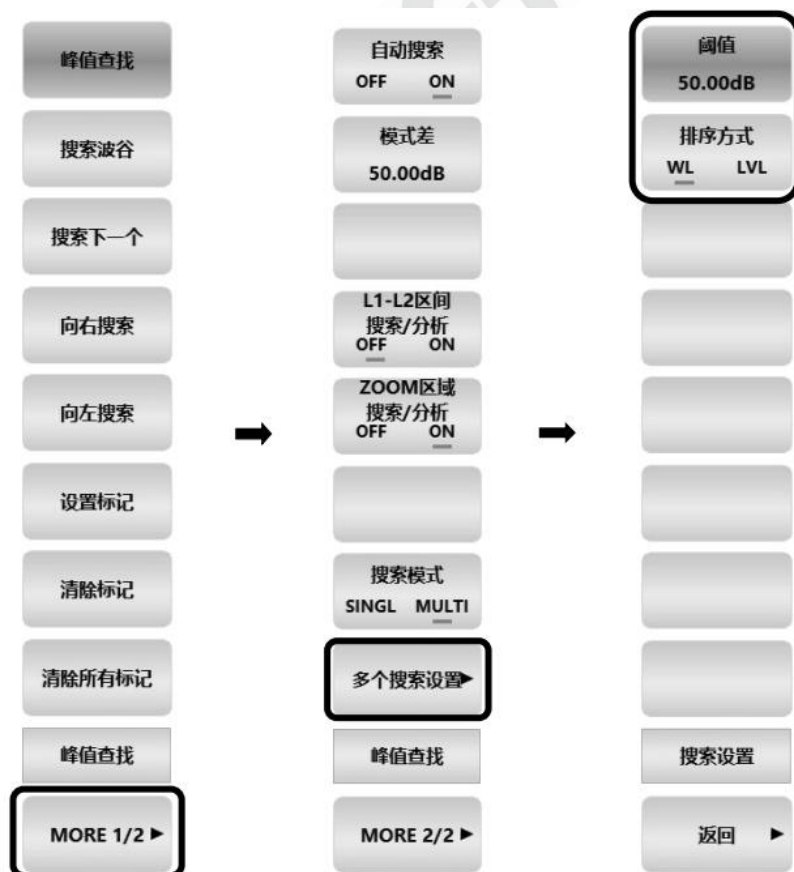 峰值查找
搜索波谷
搜索下一个
向右搜索
向左搜索
设置标记
清除标记
清除所有标记
峰值查找
MORE 1/2
自动搜索
OFF ON
模式差
50.00dB
L1-L2区间
搜索/分析
OFF ON
ZOOM区域
搜索/分析
OFF ON
搜索模式
SINGL MULTI
多个搜索设置
峰值查找
MORE 2/2
阈值
50.00dB
排序方式
WL LVL
搜索设置
返回